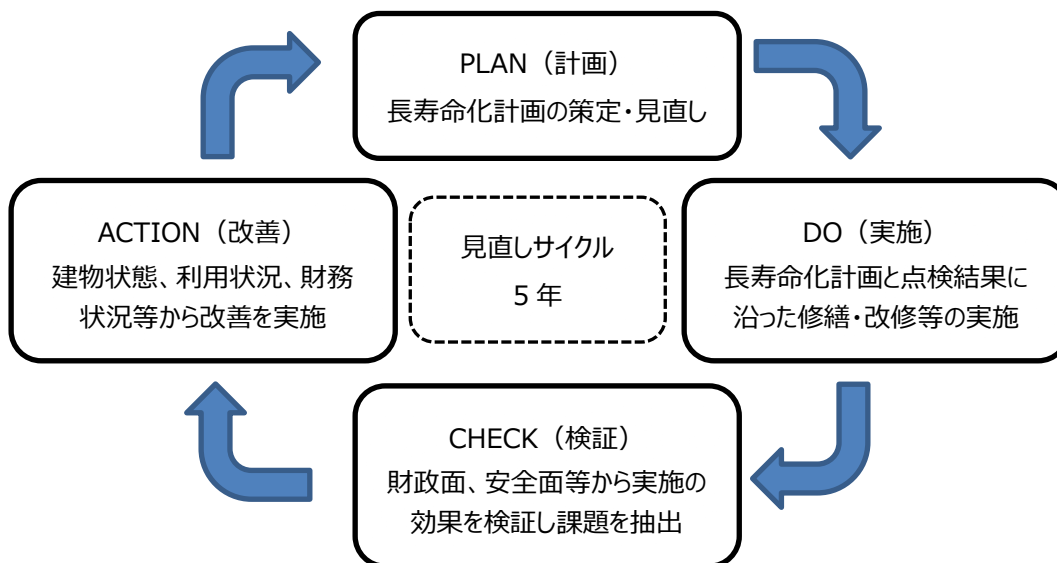 PLAN（計画）
長寿命化計画の策定・見直し
ACTION（改善）
建物状態、利用状況、財務
状況等から改善を実施
見直しサイクル
5 年
DO（実施）
長寿命化計画と点検結果に
沿った修繕・改修等の実施
CHECK（検証）
財政面、安全面等から実施の
効果を検証し課題を抽出